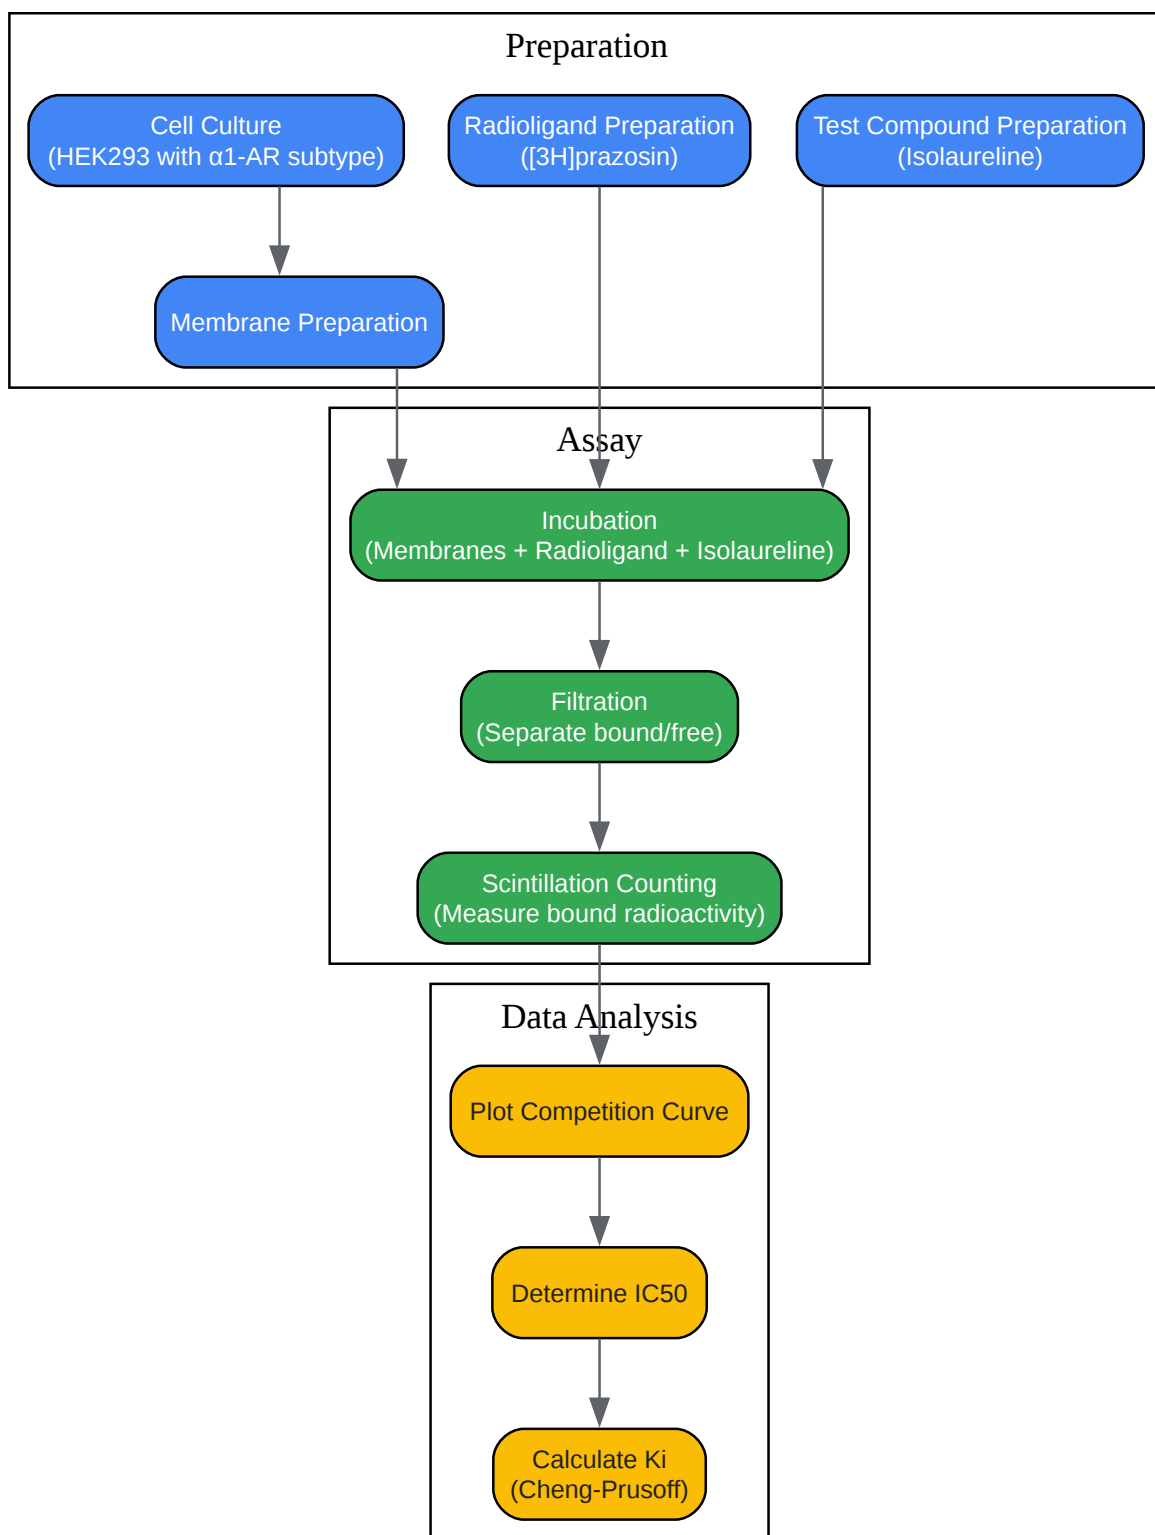 Preparation
Cell Culture
(HEK293 with α1-AR subtype)
Radioligand Preparation
([3H]prazosin)
Test Compound Preparation
(Isolaureline)
Membrane Preparation
Assay
Incubation
(Membranes + Radioligand + Isolaureline)
Filtration
(Separate bound/free)
Scintillation Counting
(Measure bound radioactivity)
Data Analysis
Plot Competition Curve
Determine IC50
Calculate Ki
(Cheng-Prusoff)